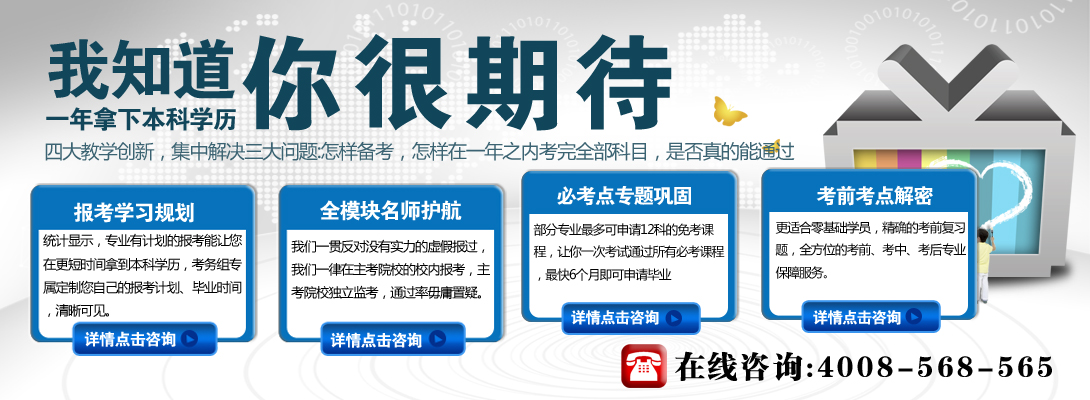 我知道你很期待
一年拿下本科学历
四大教学创新，集中解决三大问题:怎样备考，怎样在一年之内考完全部科目，是否真的能通过
报考学习规划
统计显示，专业有计划的报考能让您
在更短时间拿到本科学历，考务组专
属定制您自己的报考计划、毕业时间
，清晰可见。
详情点击咨询
全模块名师护航
我们一贯反对没有实力的虚假报过，
我们一律在主考院校的校内报考，主
考院校独立监考，通过率毋庸置疑。
详情点击咨询
必考点专题巩固
部分专业最多可申请12科的免考课
程，让你一次考试通过所有必考课程
，最快6个月即可申请毕业
详情点击咨询
考前考点解密
更适合零基础学员，精确的考前复习
题，全方位的考前、考中、考后专业
保障服务。
详情点击咨询
在线咨询:4008-568-565